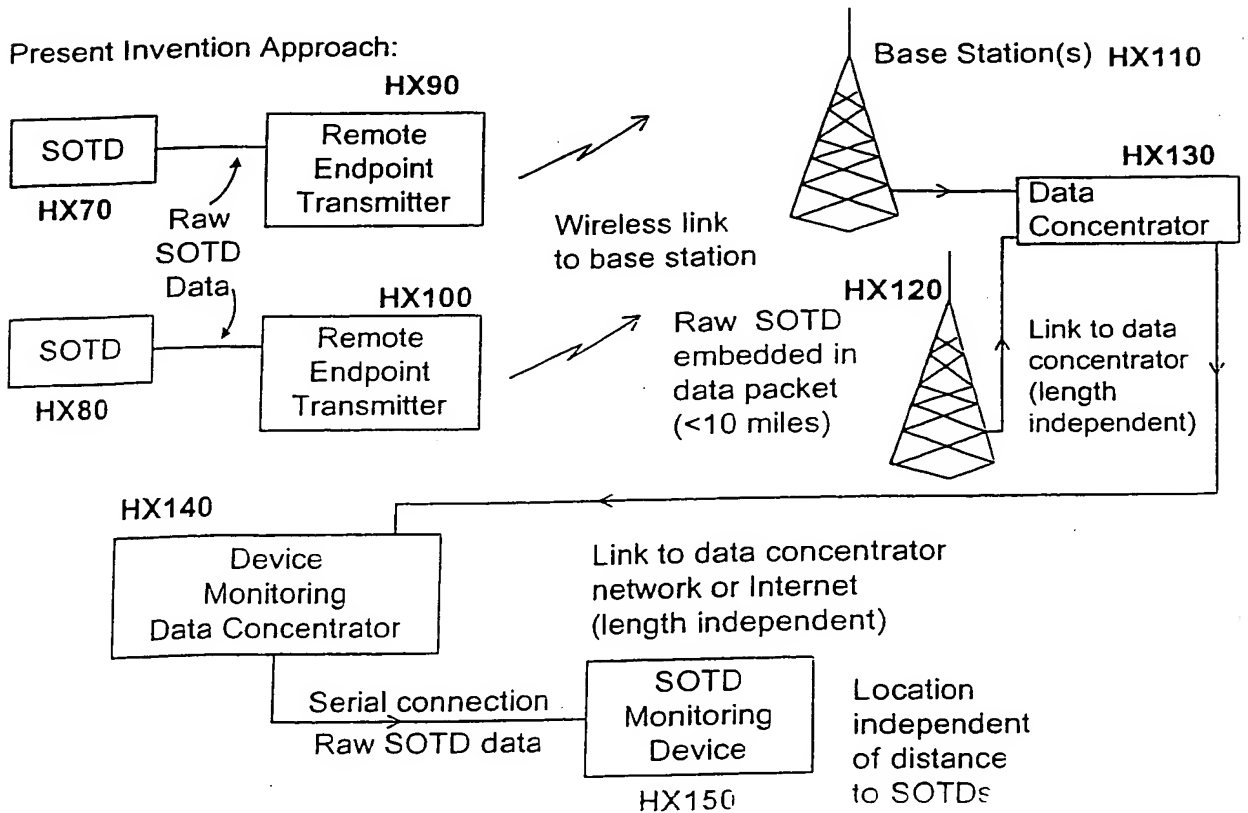 Present Invention Approach:
HX90
SOTD
HX70
Remote
Endpoint
Transmitter
Raw
SOTD
Data
HX100
SOTD
HX80
Remote
Endpoint
Transmitter
Wireless link
to base station
Raw SOTD
embedded in
data packet
(<10 miles)
Base Station(s) HX110
HX130
Data
Concentrator
HX120
Link to data
concentrator
(length
independent)
HX140
Device
Monitoring
Data Concentrator
Link to data concentrator
network or Internet
(length independent)
Serial connection
Raw SOTD data
SOTD
Monitoring
Device
HX150
Location
independent
of distance
to SOTDs